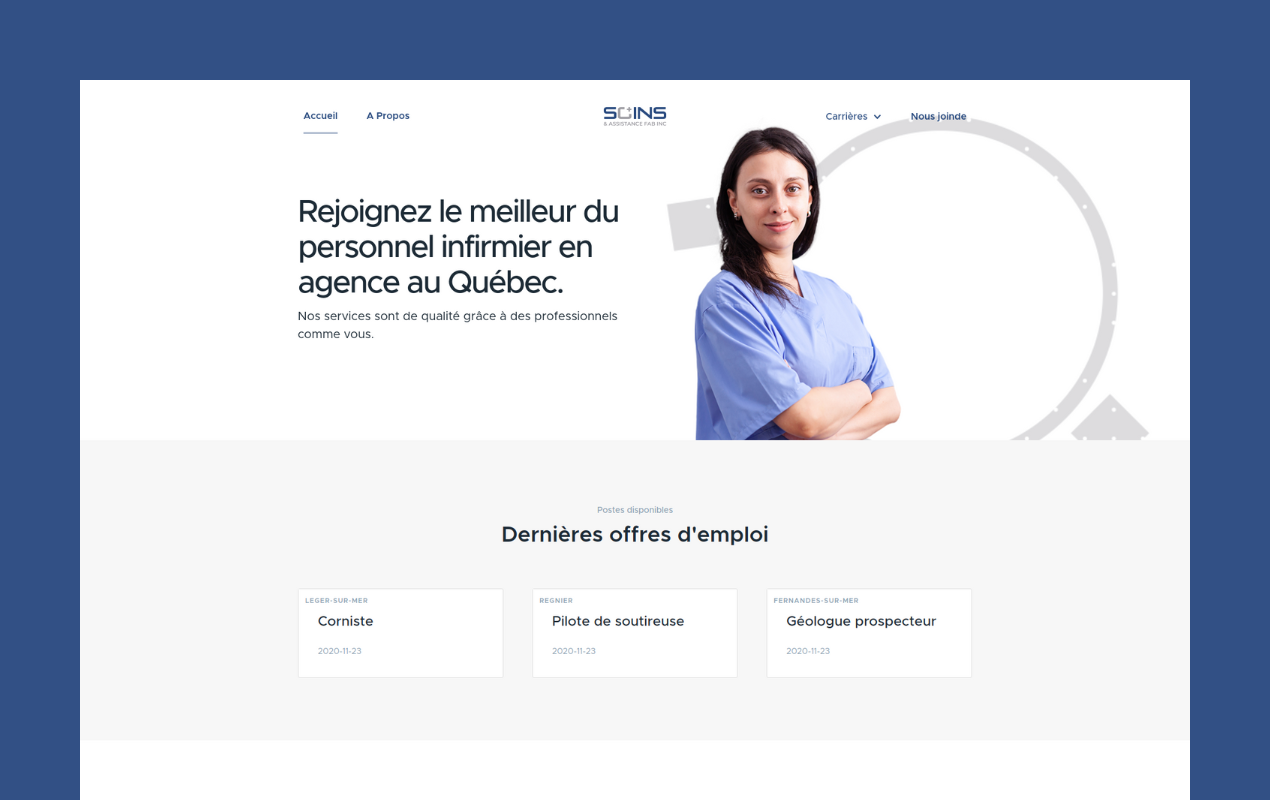 Accueil
A Propos
SOINS
& ASSISTANCE FAB INC
Carrières
Nous joinde
Rejoignez le meilleur du
personnel infirmier en
agence au Québec.
Nos services sont de qualité grâce à des professionnels
comme vous.
Postes disponibles
Dernières offres d'emploi
LEGER-SUR-MER
Corniste
2020-11-23
REGNIER
Pilote de soutireuse
2020-11-23
FERNANDES-SUR-MER
Géologue prospecteur
2020-11-23